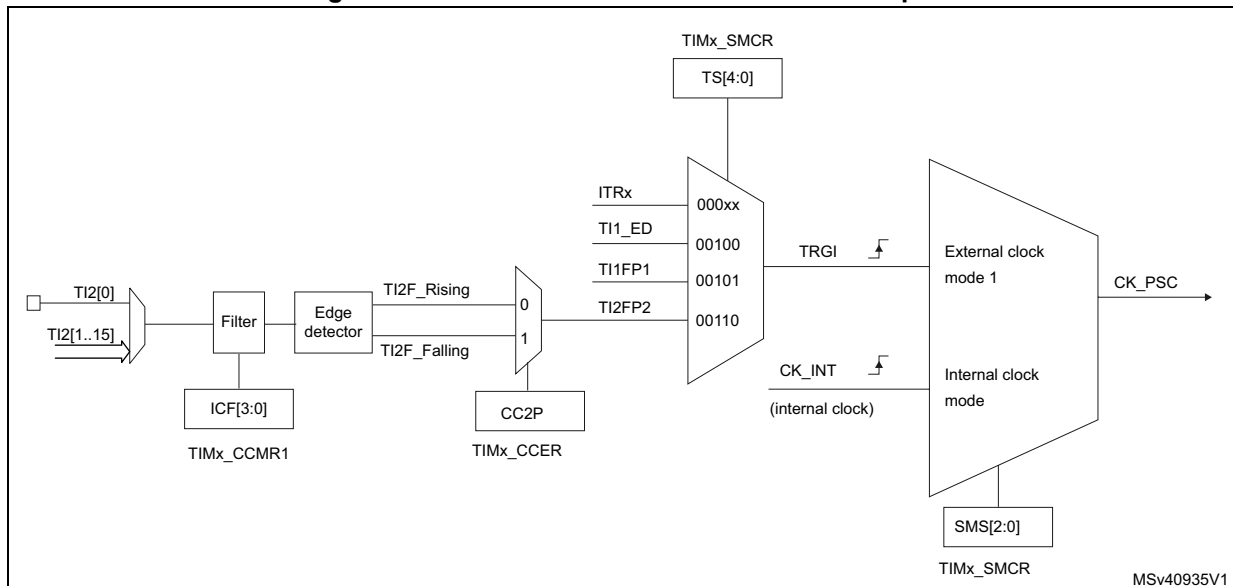 TIMx_SMCR
TS[4:0]
ITRx
000xx
TI1_ED
00100
TI1FP1
00101
TI2FP2
00110
TRGI
External clock
mode 1
CK_PSC
TI2[0]
TI2[1..15]
Filter
Edge
detector
TI2F_Rising
TI2F_Falling
0
1
ICF[3:0]
TIMx_CCMR1
CC2P
TIMx_CCER
CK_INT
(internal clock)
Internal clock
mode
SMS[2:0]
TIMx_SMCR
MSv40935V1